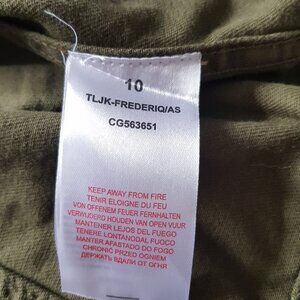 10
TLJK-FREDERIQ/AS
CG563651
KEEP AWAY FROM FIRE
TENIR ELOIGNE DU FEU
VON OFFENEM FEUER FERNHALTEN
VERWIJDERD HOUDEN VAN OPEN VUUR
MANTENER LEJOS DEL FUEGO
TENERE LONTANODAL FUOCO
MANTER AFASTADO DO FOGO
CHRONIC PRZED OGNIEM
ДЕРЖАТЬ ВДАЛИ ОТ ОГНЯ